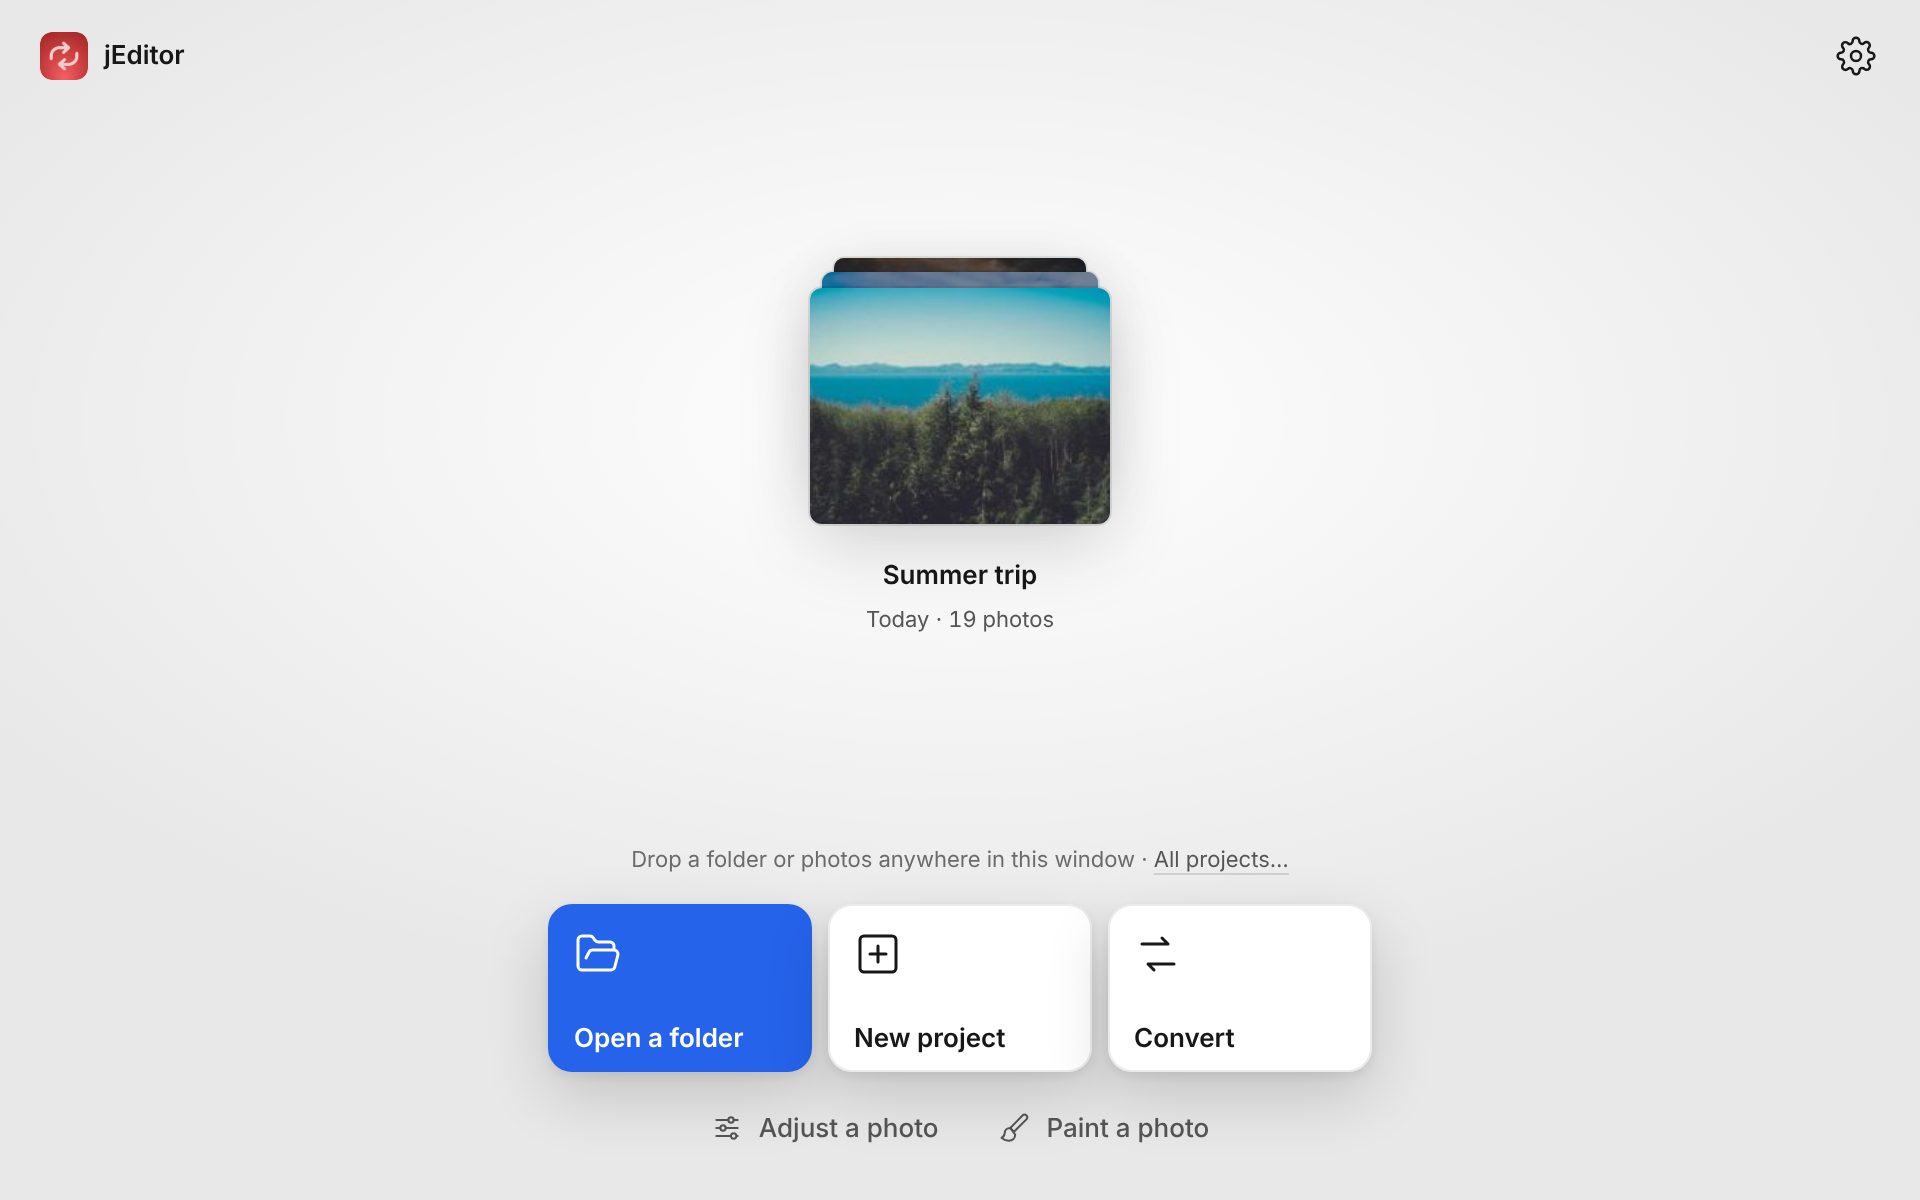 jEditor
Summer trip
Today · 19 photos
Drop a folder or photos anywhere in this window · All projects...
Open a folder
New project
Convert
Adjust a photo
Paint a photo